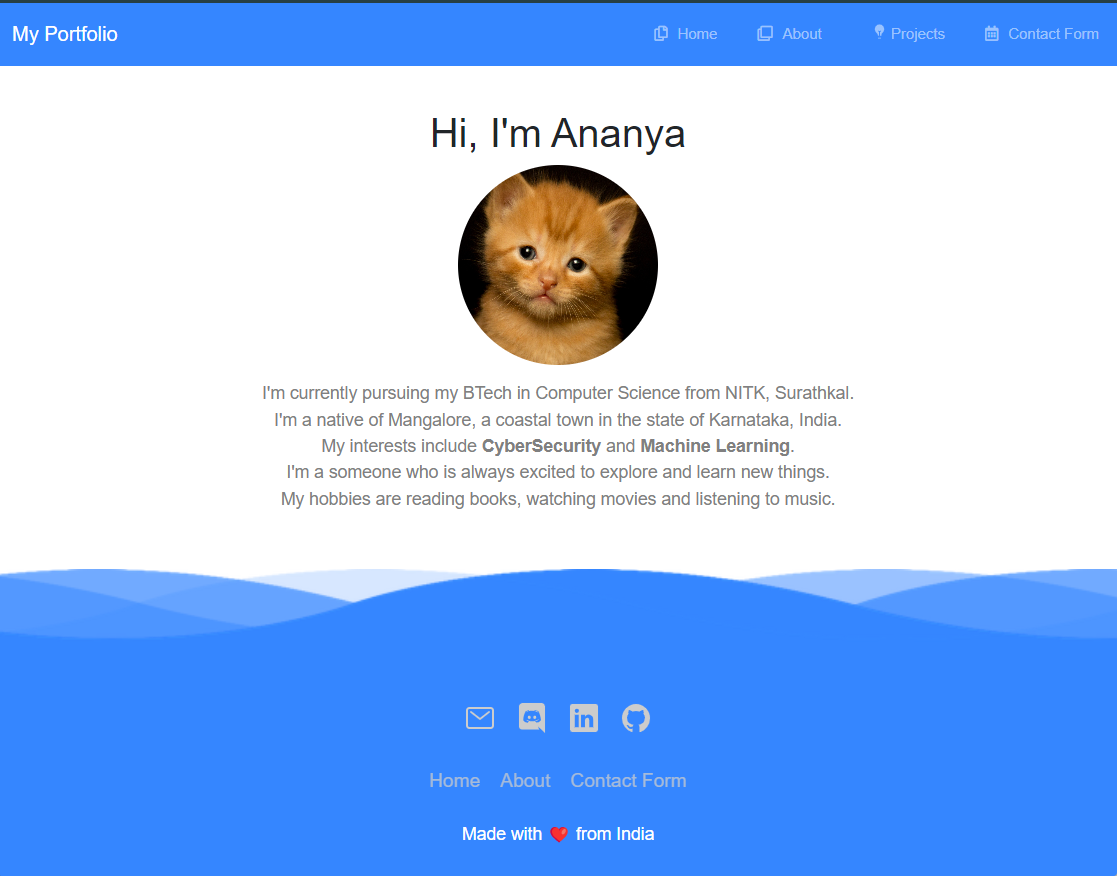 My Portfolio Home About Projects Contact Form
Hi, I'm Ananya
I'm currently pursuing my BTech in Computer Science from NITK, Surathkal.
I'm a native of Mangalore, a coastal town in the state of Karnataka, India.
My interests include CyberSecurity and Machine Learning.
I'm a someone who is always excited to explore and learn new things.
My hobbies are reading books, watching movies and listening to music.
in
Home About Contact Form
Made with ❤️ from India